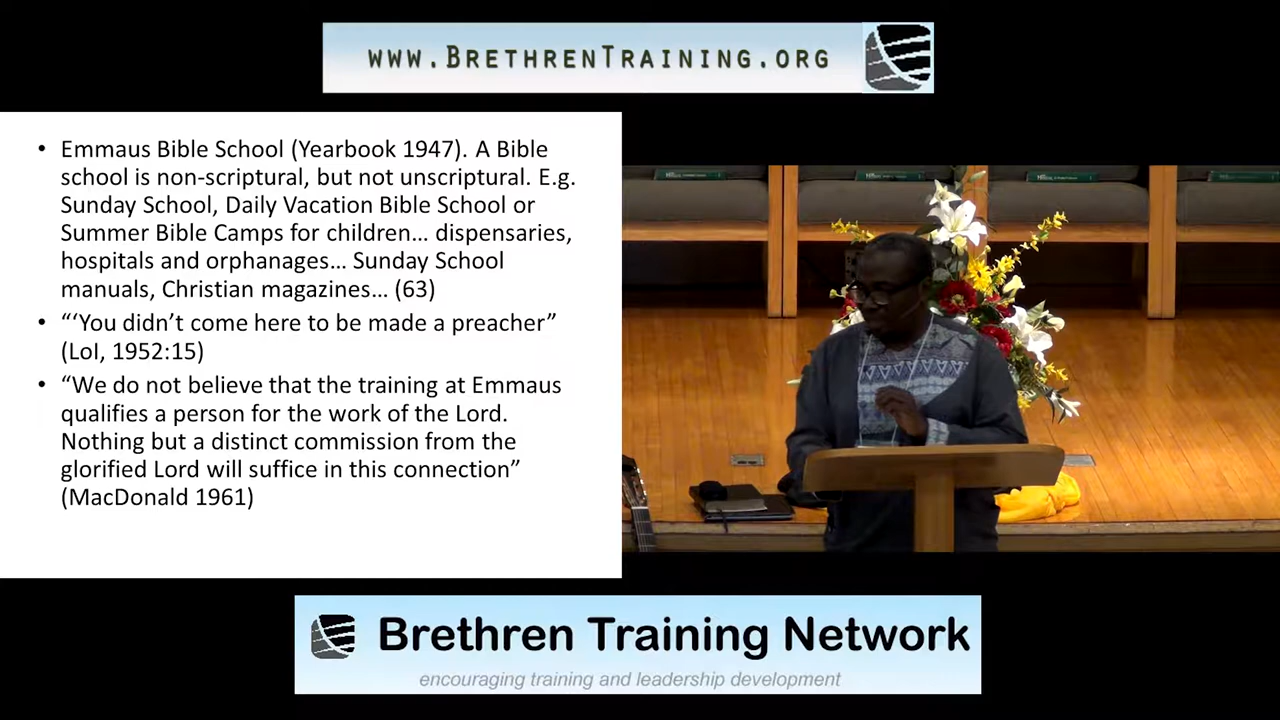 www.BrethrenTraining.org
• Emmaus Bible School (Yearbook 1947). A Bible
school is non-scriptural, but not unscriptural. E.g.
Sunday School, Daily Vacation Bible School or
Summer Bible Camps for children… dispensaries,
hospitals and orphanages… Sunday School
manuals, Christian magazines… (63)
• “‘You didn’t come here to be made a preacher”
(LoI, 1952:15)
• “We do not believe that the training at Emmaus
qualifies a person for the work of the Lord.
Nothing but a distinct commission from the
glorified Lord will suffice in this connection”
(MacDonald 1961)
Brethren Training Network
encouraging training and leadership development